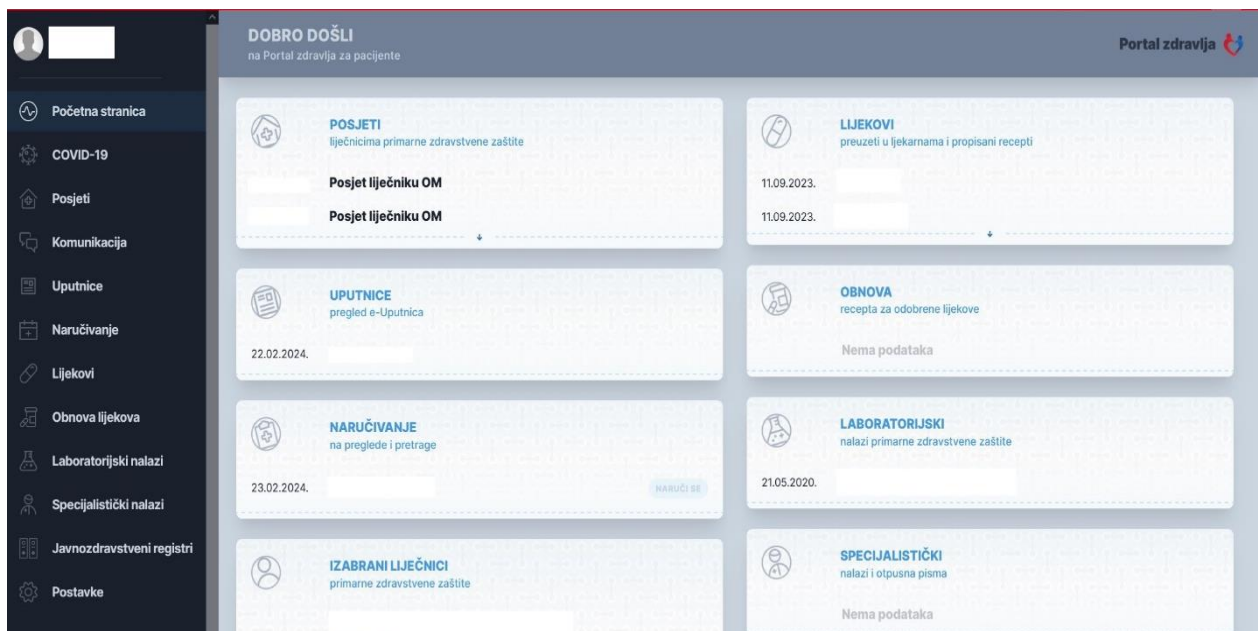 Početna stranica
COVID-19
Posjeti
Komunikacija
Uputnice
Naručivanje
Lijekovi
Obnova lijekova
Laboratorijski nalazi
Specijalistički nalazi
Javnozdravstveni registri
Postavke
DOBRO DOŠLI
na Portal zdravlja za pacijente
Portal zdravlja
POSJETI
liječnicima primarne zdravstvene zaštite
Posjet liječniku OM
Posjet liječniku OM
LIJEKOVI
preuzeti u ljekarnama i propisani recepti
11.09.2023.
11.09.2023.
UPUTNICE
pregled e-Uputnica
22.02.2024.
OBNOVA
recepta za odobrene lijekove
Nema podataka
NARUČIVANJE
na preglede i pretrage
23.02.2024.
NARUČI SE
LABORATORIJSKI
nalazi primarne zdravstvene zaštite
21.05.2020.
IZABRANI LIJEČNICI
primarne zdravstvene zaštite
SPECIJALISTIČKI
nalazi i otpusna pisma
Nema podataka